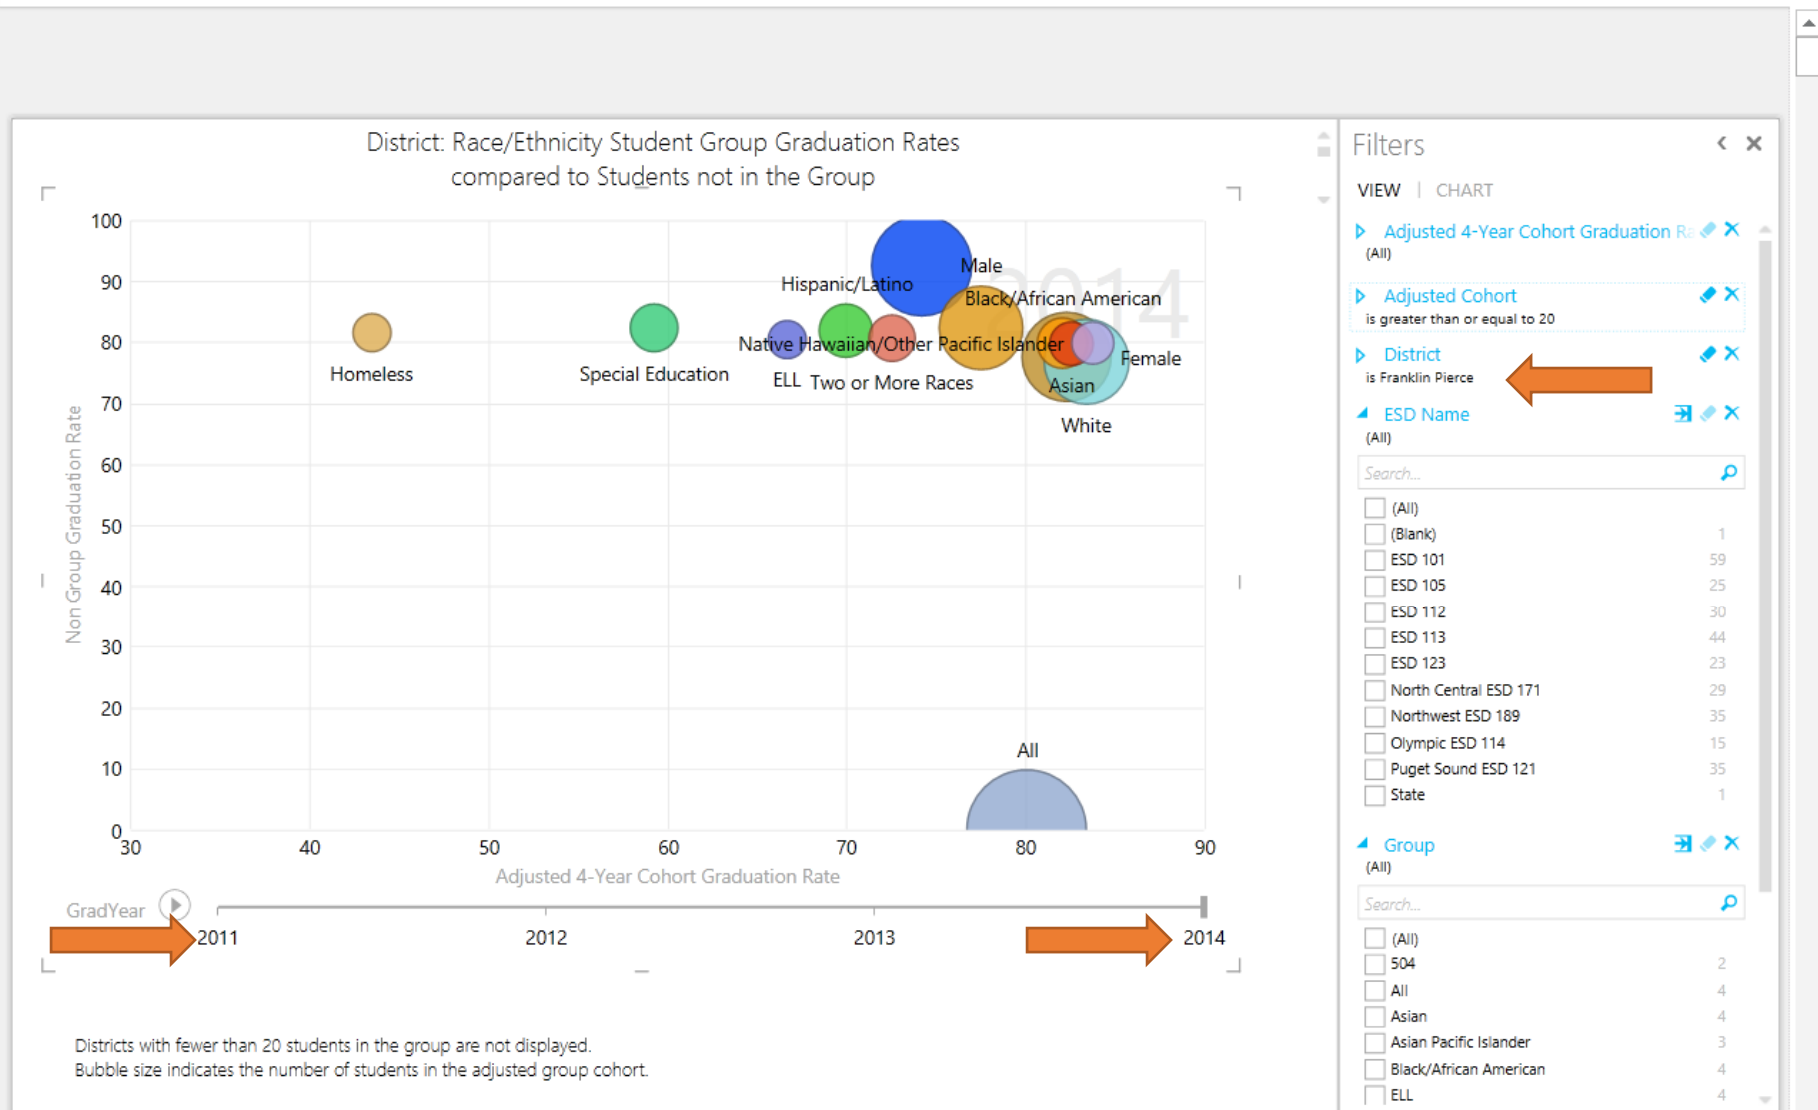 District: Race/Ethnicity Student Group Graduation Rates
compared to Students not in the Group
100
90
80
70
60
50
40
30
20
10
0
Non Group Graduation Rate
2014
Male
Hispanic/Latino
Black/African American
Native Hawaiian/Other Pacific Islander
Female
Homeless
Special Education
ELL
Two or More Races
Asian
White
All
30
40
50
60
70
80
90
Adjusted 4-Year Cohort Graduation Rate
GradYear
2011
2012
2013
2014
Districts with fewer than 20 students in the group are not displayed.
Bubble size indicates the number of students in the adjusted group cohort.
Filters
VIEW | CHART
Adjusted 4-Year Cohort Graduation Ra
(All)
Adjusted Cohort
is greater than or equal to 20
District
is Franklin Pierce
ESD Name
(All)
Search...
(All)
(Blank) 1
ESD 101 59
ESD 105 25
ESD 112 30
ESD 113 44
ESD 123 23
North Central ESD 171 29
Northwest ESD 189 35
Olympic ESD 114 15
Puget Sound ESD 121 35
State 1
Group
(All)
Search...
(All)
504 2
All 4
Asian 4
Asian Pacific Islander 3
Black/African American 4
ELL 4